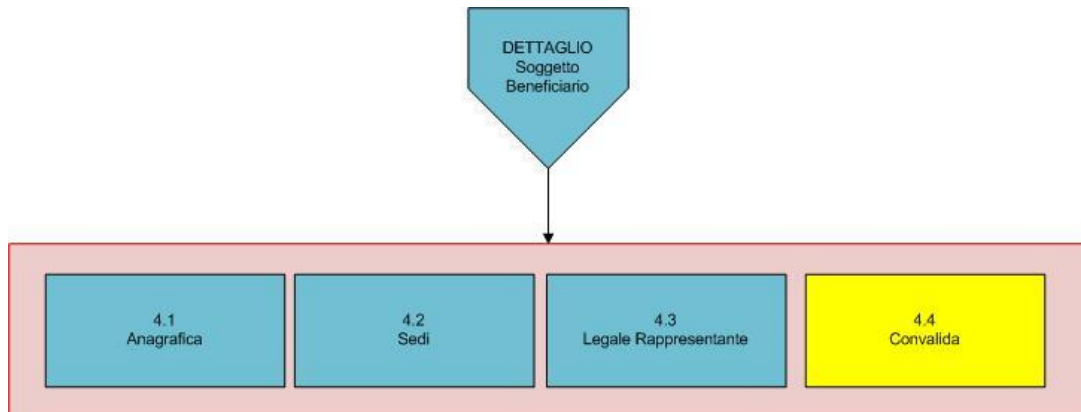 DETTAGLIO
Soggetto
Beneficiario
4.1
Anagrafica
4.2
Sedi
4.3
Legale Rappresentante
4.4
Convalida